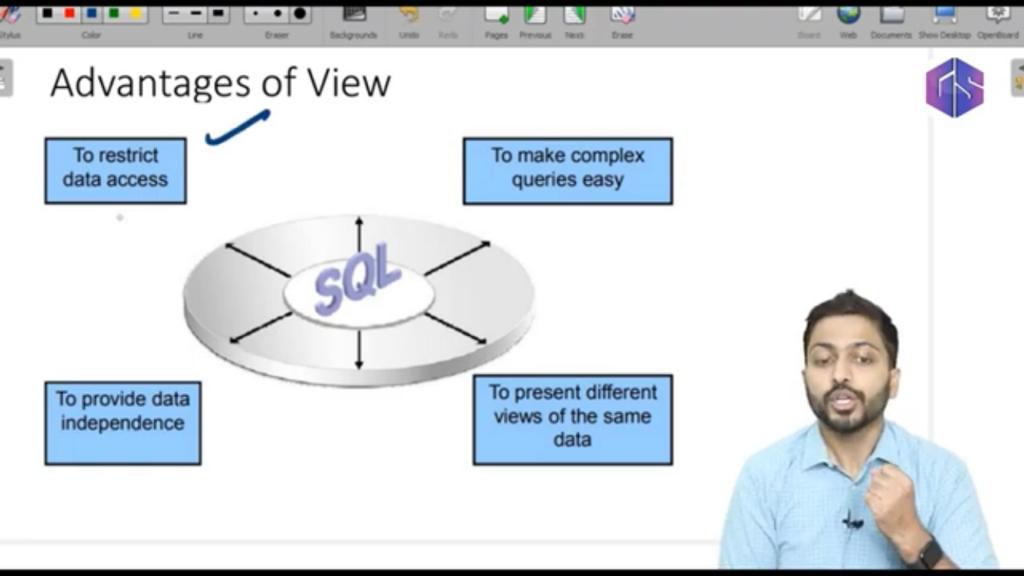 Stylus
Color
Line
Eraser
Backgrounds
Undo
Redo
Pages
Previous
Next
Erase
Board
Web
Documents
Show Desktop
OpenBoard
Advantages of View
To restrict
data access
To make complex
queries easy
SQL
To provide data
independence
To present different
views of the same
data